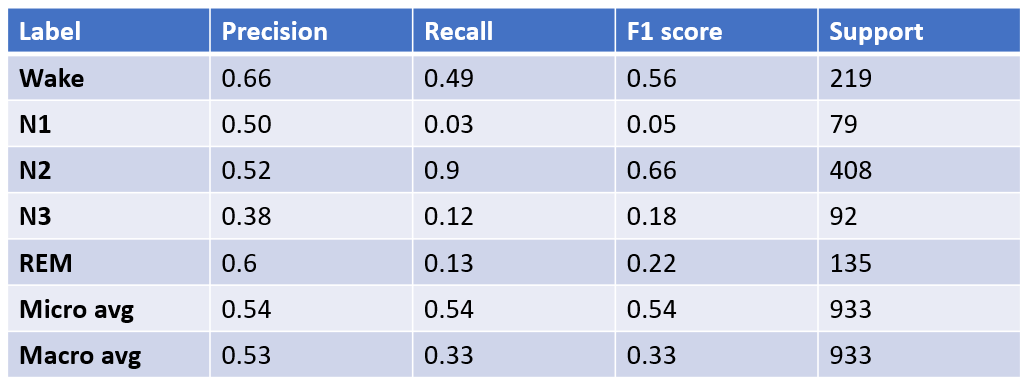 Label Precision Recall F1 score Support
Wake 0.66 0.49 0.56 219
N1 0.50 0.03 0.05 79
N2 0.52 0.9 0.66 408
N3 0.38 0.12 0.18 92
REM 0.6 0.13 0.22 135
Micro avg 0.54 0.54 0.54 933
Macro avg 0.53 0.33 0.33 933